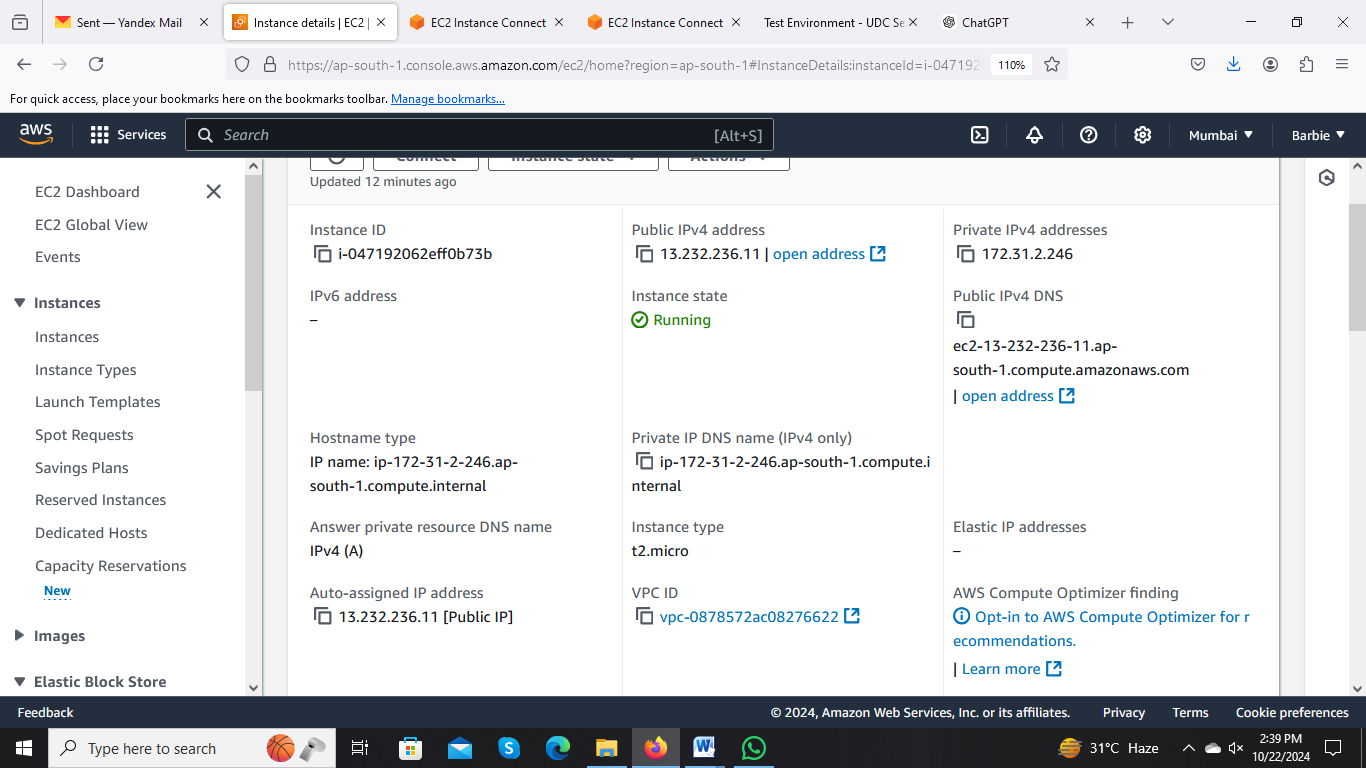 Sent — Yandex Mail
Instance details | EC2 |
EC2 Instance Connect
EC2 Instance Connect
Test Environment - UDC Se
ChatGPT
https://ap-south-1.console.aws.amazon.com/ec2/home?region=ap-south-1#InstanceDetails:instanceId=i-047192
110%
For quick access, place your bookmarks here on the bookmarks toolbar. Manage bookmarks...
aws
Services
Search
[Alt+S]
Mumbai
Barbie
EC2 Dashboard
EC2 Global View
Events
Instances
Instances
Instance Types
Launch Templates
Spot Requests
Savings Plans
Reserved Instances
Dedicated Hosts
Capacity Reservations
New
Images
Elastic Block Store
Connect
Instance state
Actions
Updated 12 minutes ago
Instance ID
i-047192062eff0b73b
Public IPv4 address
13.232.236.11 | open address
Private IPv4 addresses
172.31.2.246
IPv6 address
–
Instance state
Running
Public IPv4 DNS
ec2-13-232-236-11.ap-
south-1.compute.amazonaws.com
| open address
Hostname type
IP name: ip-172-31-2-246.ap-
south-1.compute.internal
Private IP DNS name (IPv4 only)
ip-172-31-2-246.ap-south-1.compute.i
nternal
Answer private resource DNS name
IPv4 (A)
Instance type
t2.micro
Elastic IP addresses
–
Auto-assigned IP address
13.232.236.11 [Public IP]
VPC ID
vpc-0878572ac08276622
AWS Compute Optimizer finding
Opt-in to AWS Compute Optimizer for r
ecommendations.
| Learn more
Feedback
© 2024, Amazon Web Services, Inc. or its affiliates.
Privacy
Terms
Cookie preferences
Type here to search
31°C Haze
2:39 PM
10/22/2024